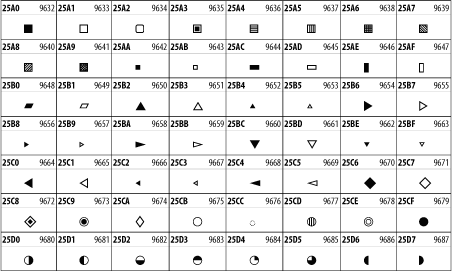 25A0 9632 25A1 9633 25A2 9634 25A3 9635 25A4 9636 25A5 9637 25A6 9638 25A7 9639
■ □ ▢ ▣ ▤ ▥ ▦ ▧
25A8 9640 25A9 9641 25AA 9642 25AB 9643 25AC 9644 25AD 9645 25AE 9646 25AF 9647
▨ ▩ ▪ ▫ ▬ ▭ ▮ ▯
25B0 9648 25B1 9649 25B2 9650 25B3 9651 25B4 9652 25B5 9653 25B6 9654 25B7 9655
▰ ▱ ▲ △ ▴ ▵ ▶ ▷
25B8 9656 25B9 9657 25BA 9658 25BB 9659 25BC 9660 25BD 9661 25BE 9662 25BF 9663
▸ ▹ ► ▻ ▼ ▽ ▾ ▿
25C0 9664 25C1 9665 25C2 9666 25C3 9667 25C4 9668 25C5 9669 25C6 9670 25C7 9671
◀ ◁ ◂ ◃ ◄ ◅ ◆ ◇
25C8 9672 25C9 9673 25CA 9674 25CB 9675 25CC 9676 25CD 9677 25CE 9678 25CF 9679
◈ ◉ ◊ ○ ◌ ◍ ◎ ●
25D0 9680 25D1 9681 25D2 9682 25D3 9683 25D4 9684 25D5 9685 25D6 9686 25D7 9687
◐ ◑ ◒ ◓ ◔ ◕ ◖ ◗